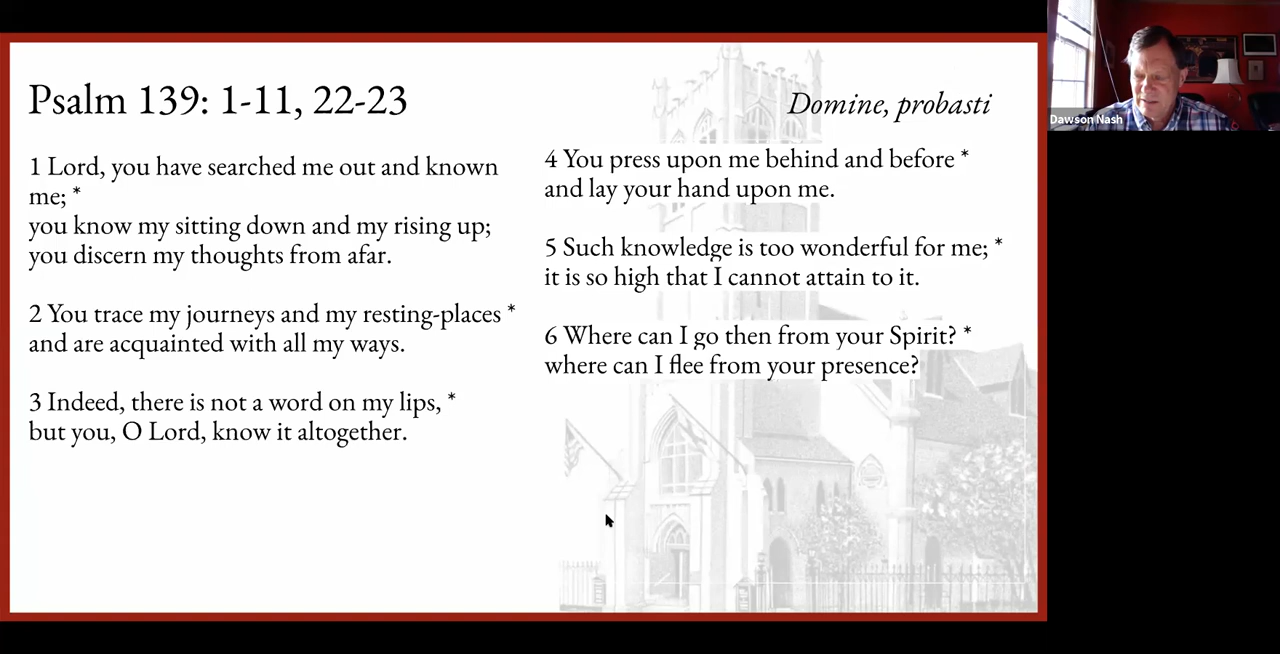 Psalm 139: 1-11, 22-23
Domine, probasti
1 Lord, you have searched me out and known
me; *
you know my sitting down and my rising up;
you discern my thoughts from afar.
2 You trace my journeys and my resting-places *
and are acquainted with all my ways.
3 Indeed, there is not a word on my lips, *
but you, O Lord, know it altogether.
4 You press upon me behind and before *
and lay your hand upon me.
5 Such knowledge is too wonderful for me; *
it is so high that I cannot attain to it.
6 Where can I go then from your Spirit? *
where can I flee from your presence?
Dawson Nash